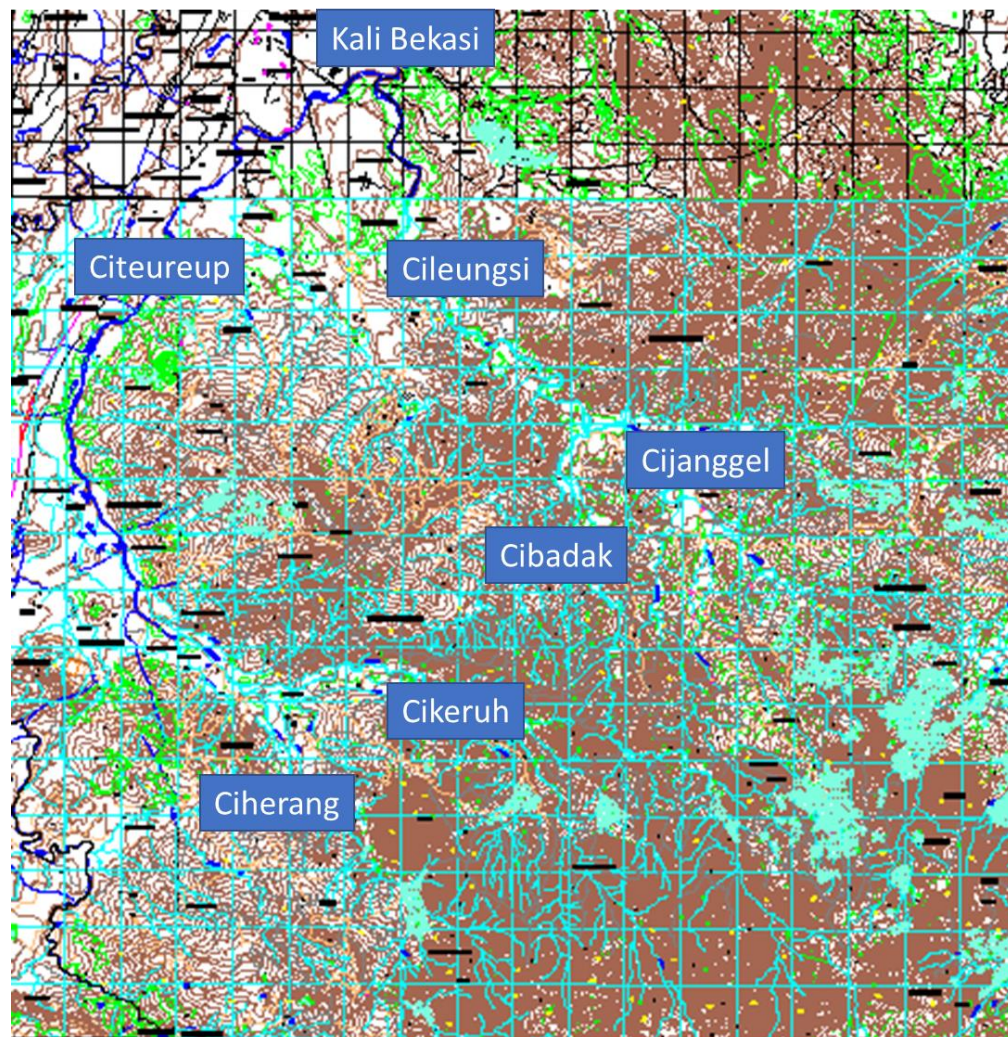 Kali Bekasi
Citeureup
Cileungsi
Cijanggel
Cibadak
Cikeruh
Ciherang